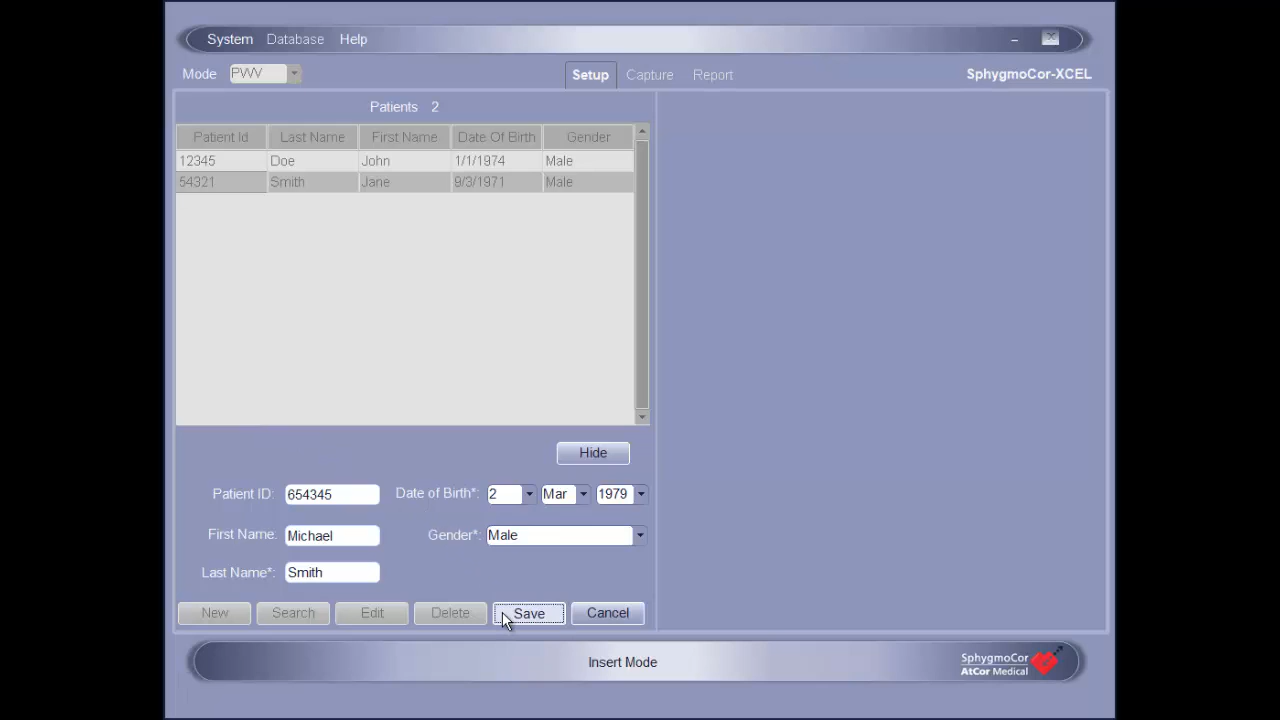 System Database Help
Mode PWV Setup Capture Report SphygmoCor-XCEL
Patients 2
Patient Id Last Name First Name Date Of Birth Gender
12345 Doe John 1/1/1974 Male
54321 Smith Jane 9/3/1971 Male
Hide
Patient ID: 654345 Date of Birth*: 2 Mar 1979
First Name: Michael Gender*: Male
Last Name*: Smith
New Search Edit Delete Save Cancel
Insert Mode
SphygmoCor
AtCor Medical